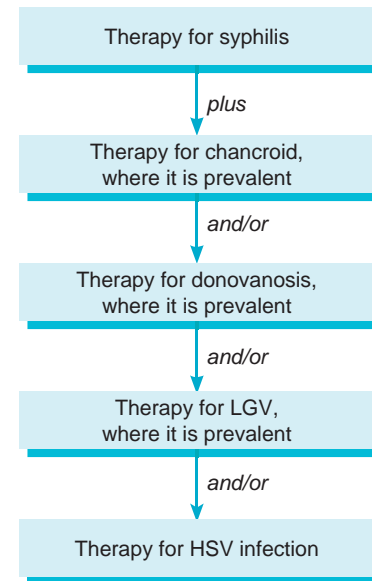 Therapy for syphilis
plus
Therapy for chancroid,
where it is prevalent
and/or
Therapy for donovanosis,
where it is prevalent
and/or
Therapy for LGV,
where it is prevalent
and/or
Therapy for HSV infection